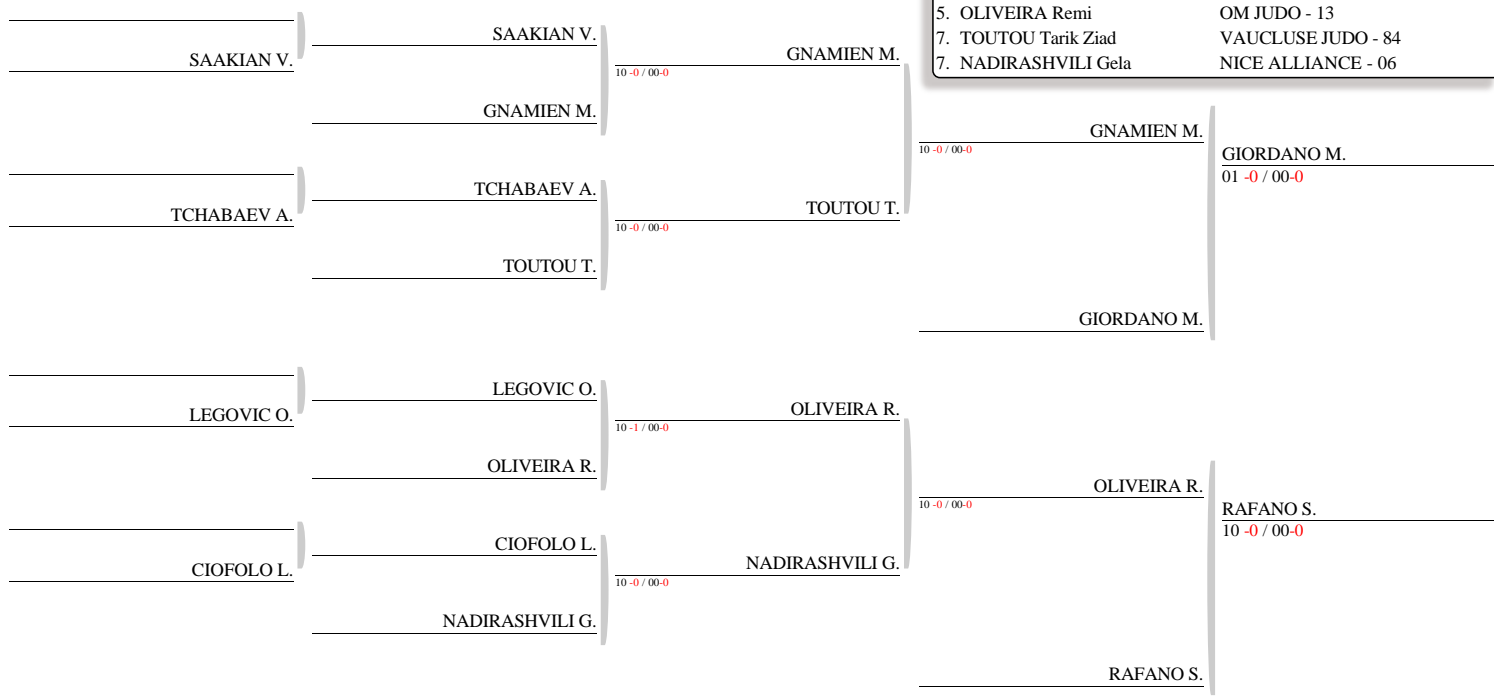 5. OLIVEIRA Remi OM JUDO - 13
7. TOUTOU Tarik Ziad VAUCLUSE JUDO - 84
7. NADIRASHVILI Gela NICE ALLIANCE - 06
SAAKIAN V.
SAAKIAN V.
GNAMIEN M.
GNAMIEN M.
10 -0 / 00-0
TCHABAEV A.
TCHABAEV A.
TOUTOU T.
TOUTOU T.
10 -0 / 00-0
GNAMIEN M.
10 -0 / 00-0
GIORDANO M.
GIORDANO M.
01 -0 / 00-0
LEGOVIC O.
LEGOVIC O.
OLIVEIRA R.
OLIVEIRA R.
10 -1 / 00-0
CIOFOLO L.
CIOFOLO L.
NADIRASHVILI G.
NADIRASHVILI G.
10 -0 / 00-0
OLIVEIRA R.
10 -0 / 00-0
RAFANO S.
RAFANO S.
10 -0 / 00-0